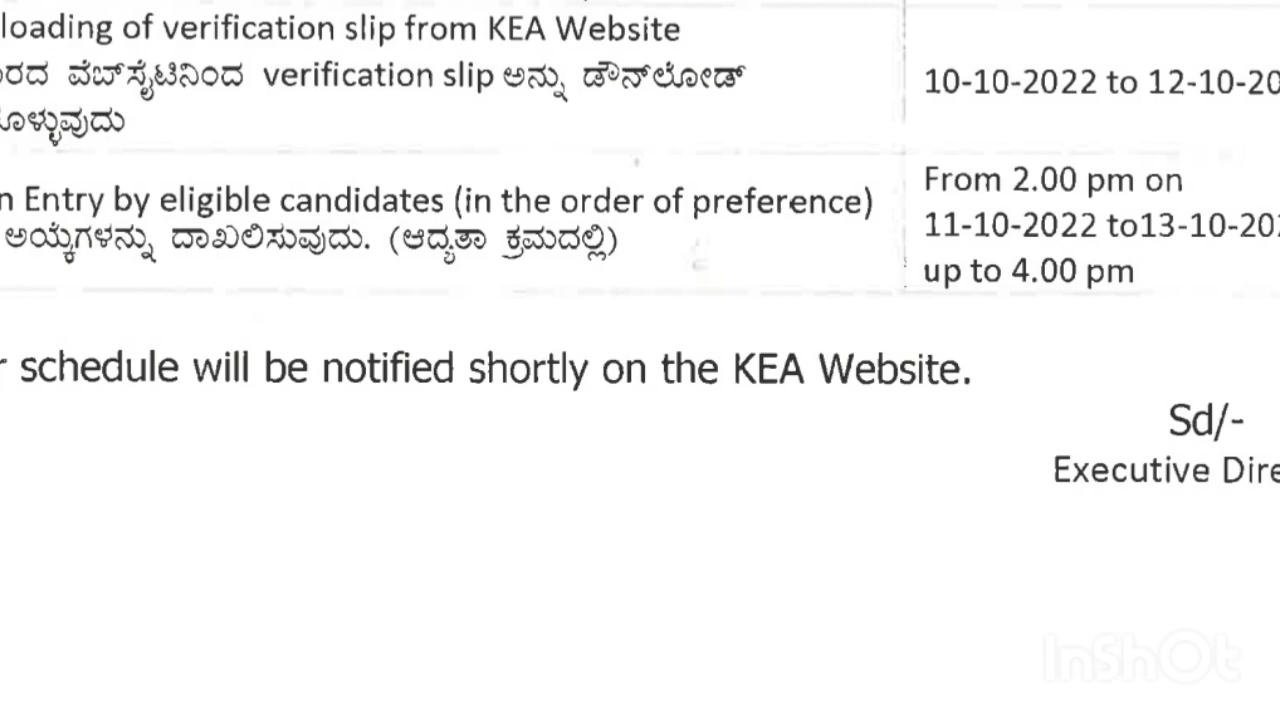 loading of verification slip from KEA Website
ರದ ವೆಬ್‌ಸೈಟಿನಿಂದ verification slip ಅನ್ನು ಡೌನ್‌ಲೋಡ್
10-10-2022 to 12-10-20
ೊಳ್ಳುವುದು
n Entry by eligible candidates (in the order of preference)
ಆಯ್ಕೆಗಳನ್ನು ದಾಖಲಿಸುವುದು. (ಆದ್ಯತಾ ಕ್ರಮದಲ್ಲಿ)
From 2.00 pm on
11-10-2022 to13-10-202
up to 4.00 pm
r schedule will be notified shortly on the KEA Website.
Sd/-
Executive Dire
InShOt